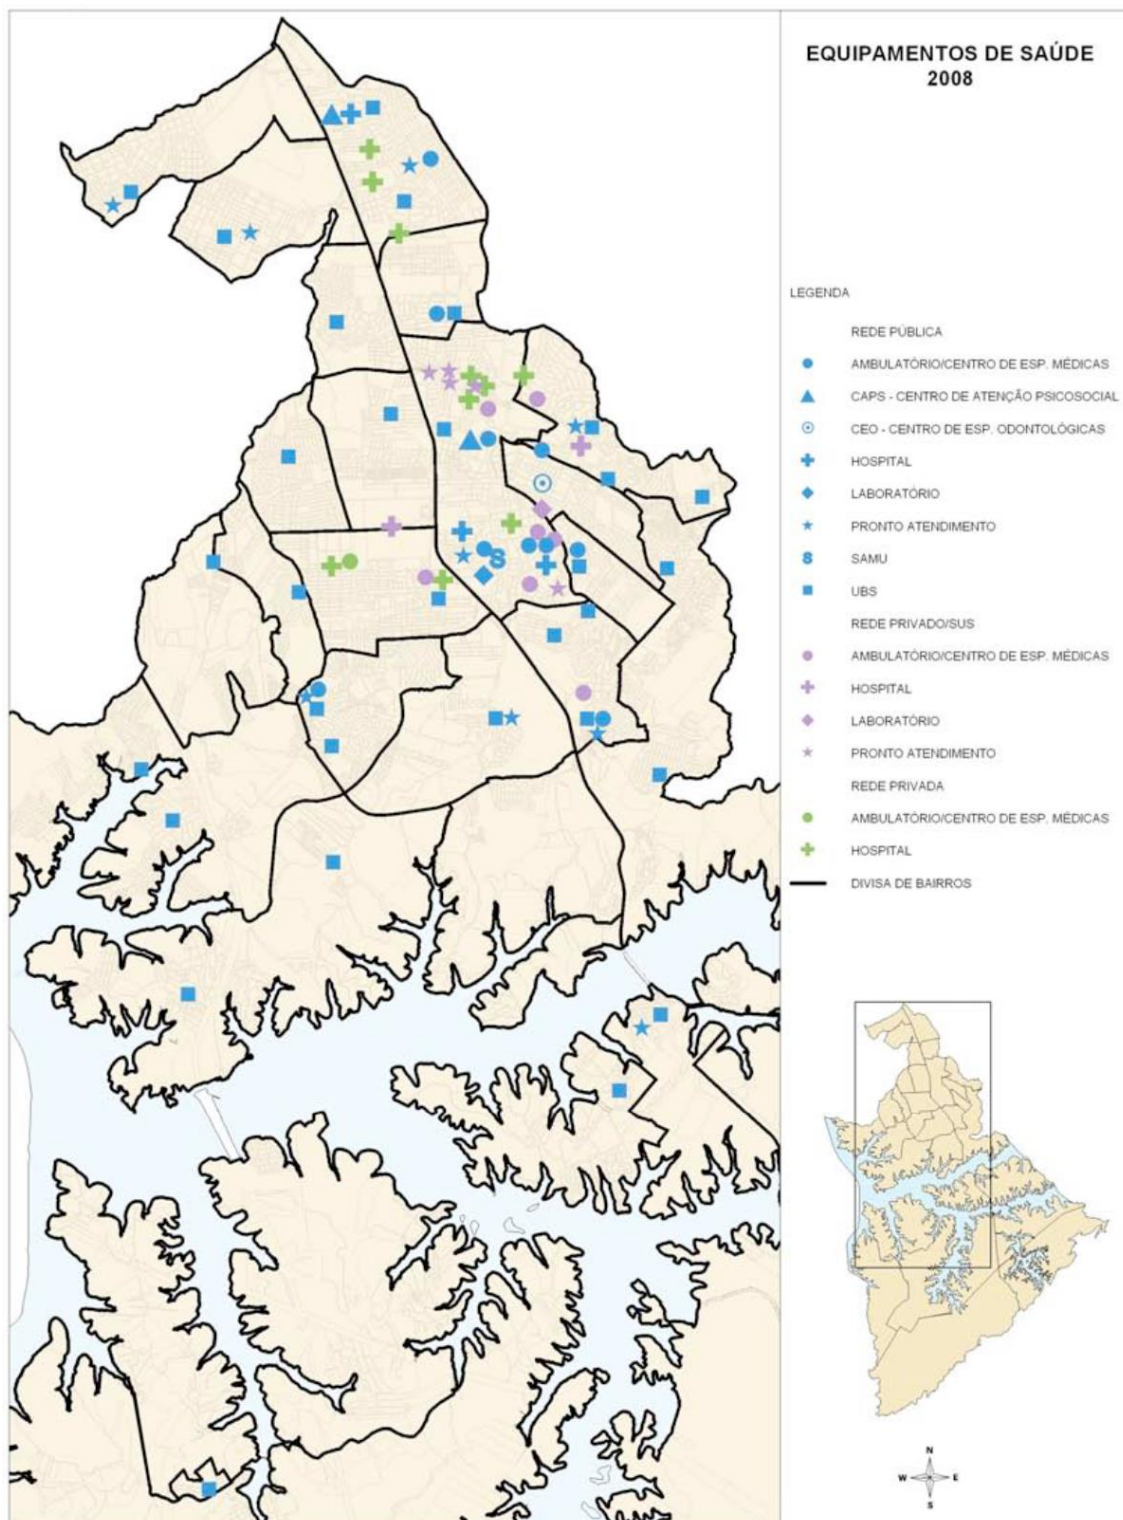 EQUIPAMENTOS DE SAÚDE
2008
LEGENDA
REDE PÚBLICA
AMBULATÓRIO/CENTRO DE ESP. MÉDICAS
CAPS - CENTRO DE ATENÇÃO PSICOSOCIAL
CEO - CENTRO DE ESP. ODONTOLÓGICAS
HOSPITAL
LABORATÓRIO
PRONTO ATENDIMENTO
SAMU
UBS
REDE PRIVADO/SUS
AMBULATÓRIO/CENTRO DE ESP. MÉDICAS
HOSPITAL
LABORATÓRIO
PRONTO ATENDIMENTO
REDE PRIVADA
AMBULATÓRIO/CENTRO DE ESP. MÉDICAS
HOSPITAL
DIVISA DE BAIRROS
N
W E
S